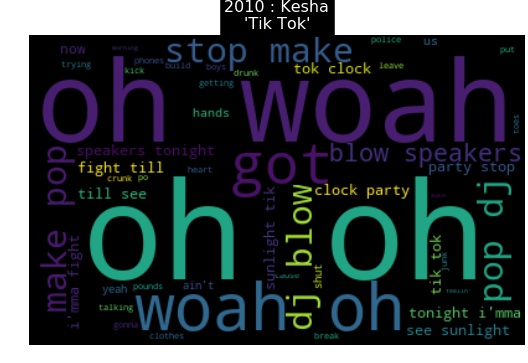 2010 : Kesha
'Tik Tok'
now
stop make
police
us
put
morning
trying
phones
build
boys
tok clock
leave
kick
drunk
getting
oh woah
hands
toes
speakers tonight
got
blow speakers
fight till
heart
party stop
crunk
po
till see
clock party
make pop
i'mma fight
oh oh
sunlight tik
dj blow
shut
tik tok
junk
pop dj
yeah
pounds
ain't
cause
feelin'
talking
woah oh
tonight i'mma
gonna
clothes
break
see sunlight